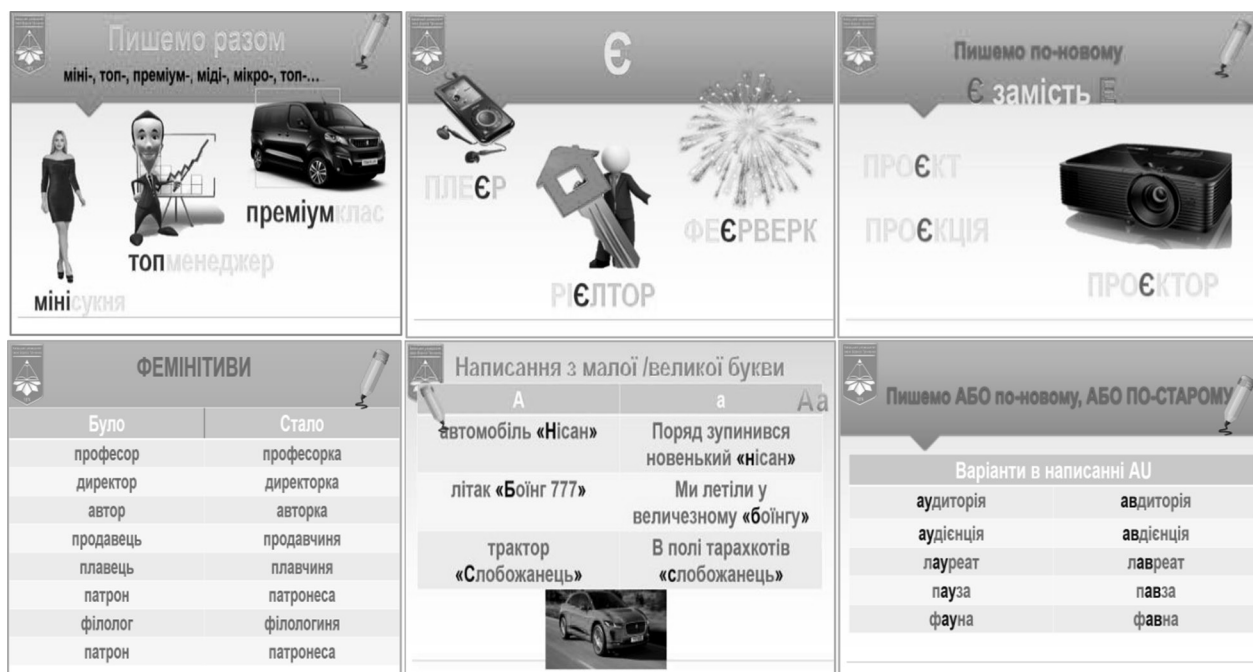 Пишемо разом
міні-, топ-, преміум-, міді-, мікро-, топ-...
преміумклас
топменеджер
мінісукня
Є
ПЛЕЄР
ФЕЄРВЕРК
РІЄЛТОР
Пишемо по-новому
Є замість Е
ПРОЄКТ
ПРОЄКЦІЯ
ПРОЄКТОР
ФЕМІНІТИВИ
Було Стало
професор професорка
директор директорка
автор авторка
продавець продавчиня
плавець плавчиня
патрон патронеса
філолог філологиня
патрон патронеса
Написання з малої /великої букви
А а Аа
автомобіль «Нісан» Поряд зупинився
новенький «нісан»
літак «Боїнг 777» Ми летіли у
величезному «боїнгу»
трактор В полі тарахкотів
«Слобожанець» «слобожанець»
Пишемо АБО по-новому, АБО ПО-СТАРОМУ
Варіанти в написанні AU
аудиторія авдиторія
аудієнція авдієнція
лауреат лавреат
пауза павза
фауна фавна